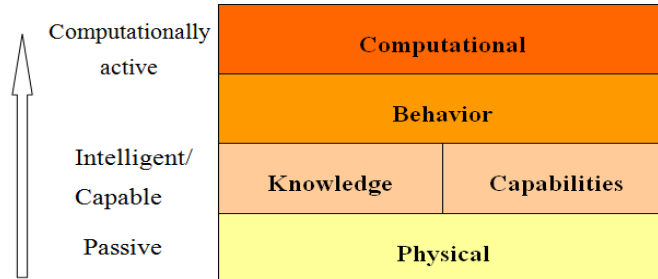 Computationally
active
Computational
Behavior
Intelligent/
Capable
Knowledge
Capabilities
Passive
Physical